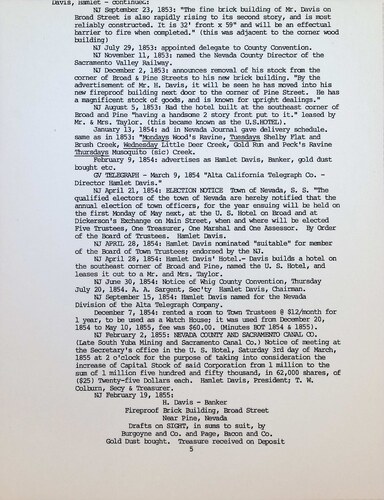 Davis, Hamlet - continued:
NJ September 23, 1853: "The fine brick building of Mr. Davis on
Broad Street is also rapidly rising to its second story, and is most
reliably constructed. It is 32' front x 59" and will be an effectual
barrier to fire when completed." (this was adjacent to the corner wood
building)
NJ July 29, 1853: appointed delegate to County Convention.
NJ November 11, 1853: named the Nevada County Director of the
Sacramento Valley Railway.
NJ December 2, 1853: announces removal of his stock from the
corner of Broad & Pine Streets to his new brick building. "By the
advertisement of Mr. H. Davis, it will be seen he has moved into his
new fireproof building next door to the corner of Pine Street. He has
a magnificent stock of goods, and is known for upright dealings."
NJ August 5, 1853: Had the hotel built at the southeast corner of
Broad and Pine "having a handsome 2 story front put to it." leased by
Mr. & Mrs. Taylor. (this became known as the U.S.HOTEL).
January 13, 1854: ad in Nevada Journal gave delivery schedule.
same as in 1853: "Mondays Wood's Ravine, Tuesdays Shelby Flat and
Brush Creek, Wednesday Little Deer Creek, Gold Run and Peck's Ravine
Thursdays Musquito (sic) Creek.
February 9, 1854: advertises as Hamlet Davis, Banker, gold dust
bought etc.
GV TELEGRAPH - March 9, 1854 "Alta California Telegraph Co. -
Director Hamlet Davis."
NJ April 21, 1854: ELECTION NOTICE Town of Nevada, S. S. "The
qualified electors of the town of Nevada are hereby notified that the
annual election of town officers, for the year ensuing will be held on
the first Monday of May next, at the U. S. Hotel on Broad and at
Dickerson's Exchange on Main Street, when and where will be elected
Five Trustees, One Treasurer, One Marshal and One Assessor. By Order
of the Board of Trustees. Hamlet Davis.
NJ APRIL 28, 1854: Hamlet Davis nominated "suitable" for member
of the Board of Town Trustees; endorsed by the NJ.
NJ April 28, 1854: Hamlet Davis' Hotel.- Davis builds a hotel on
the southeast corner of Broad and Pine, named the U. S. Hotel, and
leases it out to a Mr. and Mrs. Taylor.
NJ June 30, 1854: Notice of Whig County Convention, Thursday
July 20, 1854. A. A. Sargent, Sec'ty Hamlet Davis, Chairman.
NJ September 15, 1854: Hamlet Davis named for the Nevada
Division of the Alta Telegraph Company.
December 7, 1854: rented a room to Town Trustees @ $12/month for
1 year, to be used as a Watch House; it was used from December 20,
1854 to May 10, 1855, fee was $60.00. (Minutes BOT 1854 & 1855).
NJ February 2, 1855: NEVADA COUNTY AND SACRAMENTO CANAL CO.
(Late South Yuba Mining and Sacramento Canal Co.) Notice of meeting at
the Secretary's office in the U. S. Hotel, Saturday 3rd day of March,
1855 at 2 o'clock for the purpose of taking into consideration the
increase of Capital Stock of said Corporation from 1 million to the
sum of 1 million five hundred and fifty thousand, in 62,000 shares, of
($25) Twenty-five Dollars each. Hamlet Davis, President; T. W.
Colburn, Secy & Treasurer.
NJ February 19, 1855:
H. Davis - Banker
Fireproof Brick Building, Broad Street
Near Pine, Nevada
Drafts on SIGHT, in sums to suit, by
Burgoyne and Co. and Page, Bacon and Co.
Gold Dust bought. Treasure received on Deposit
5